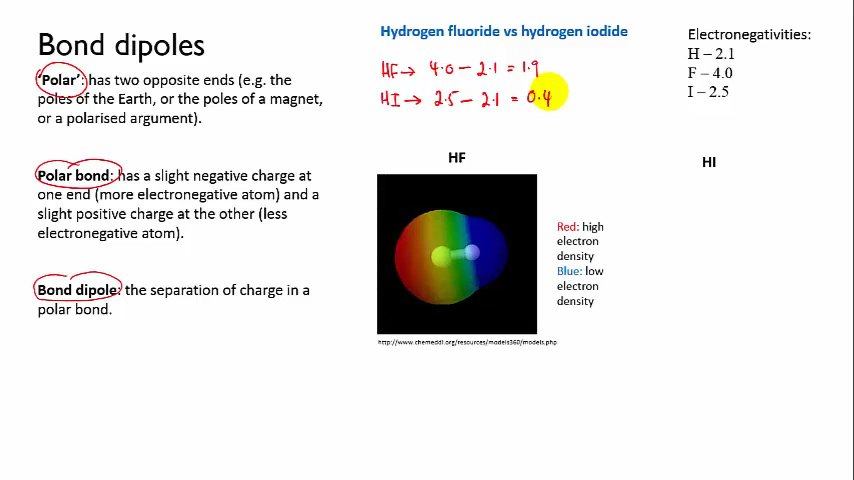 Bond dipoles
'Polar': has two opposite ends (e.g. the
poles of the Earth, or the poles of a magnet,
or a polarised argument).
Polar bond: has a slight negative charge at
one end (more electronegative atom) and a
slight positive charge at the other (less
electronegative atom).
Bond dipole: the separation of charge in a
polar bond.
Hydrogen fluoride vs hydrogen iodide
HF → 4.0 − 2.1 = 1.9
HI → 2.5 − 2.1 = 0.4
Electronegativities:
H – 2.1
F – 4.0
I – 2.5
HF
HI
Red: high
electron
density
Blue: low
electron
density
http://www.chemeddl.org/resources/models360/models.php